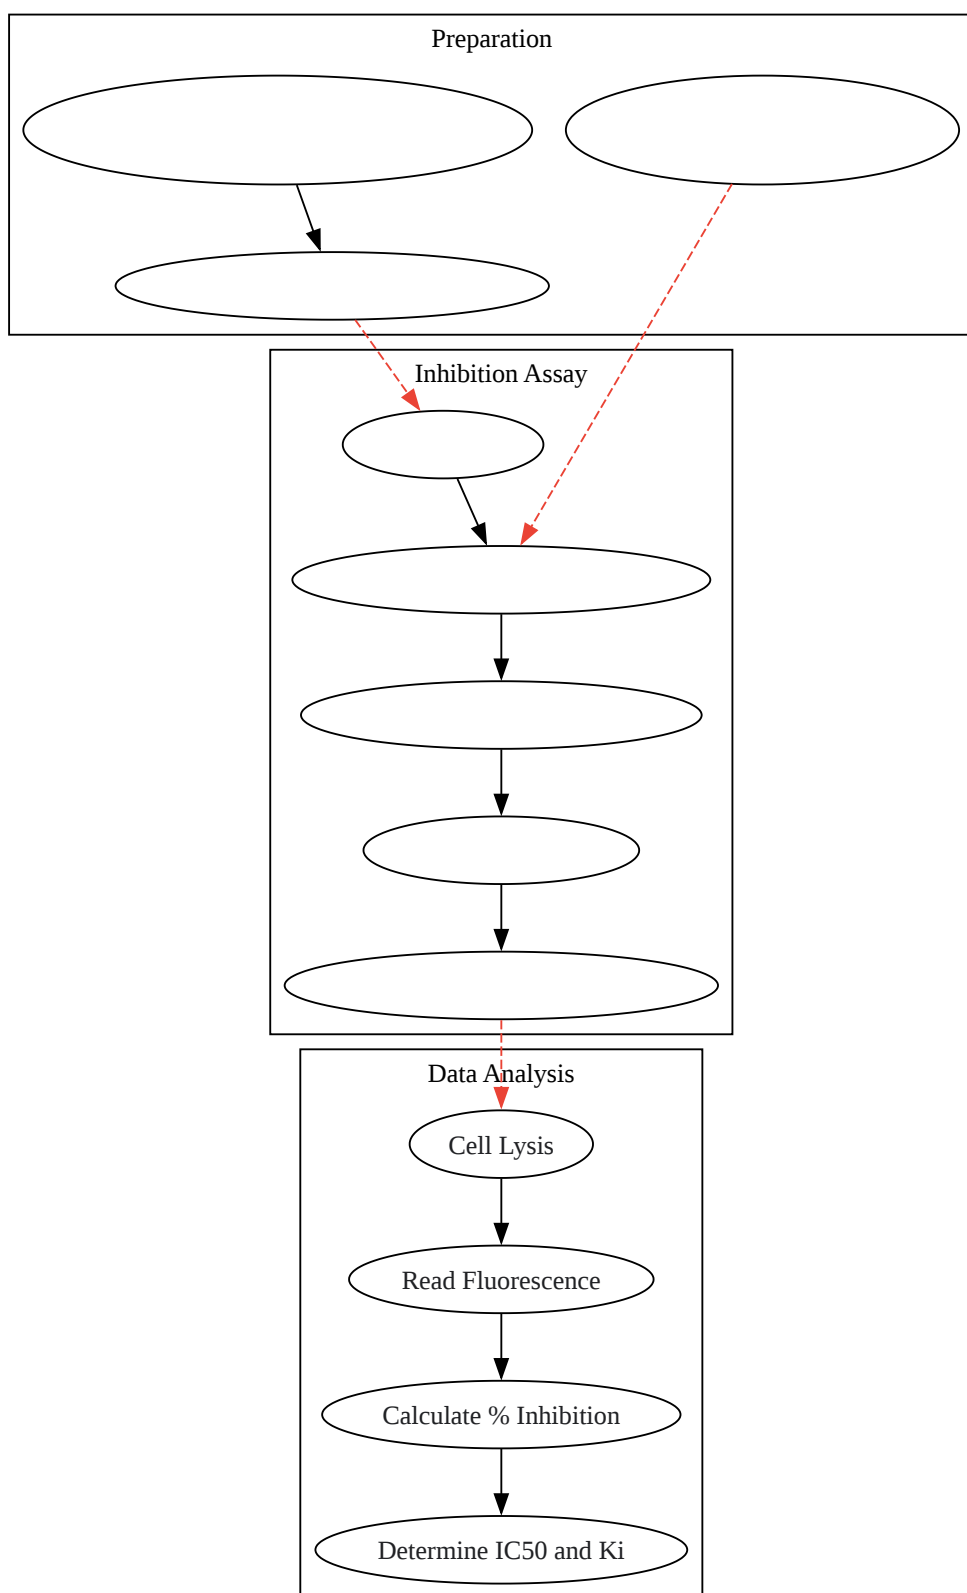 Preparation
Inhibition Assay
Data Analysis
Cell Lysis
Read Fluorescence
Calculate % Inhibition
Determine IC50 and Ki